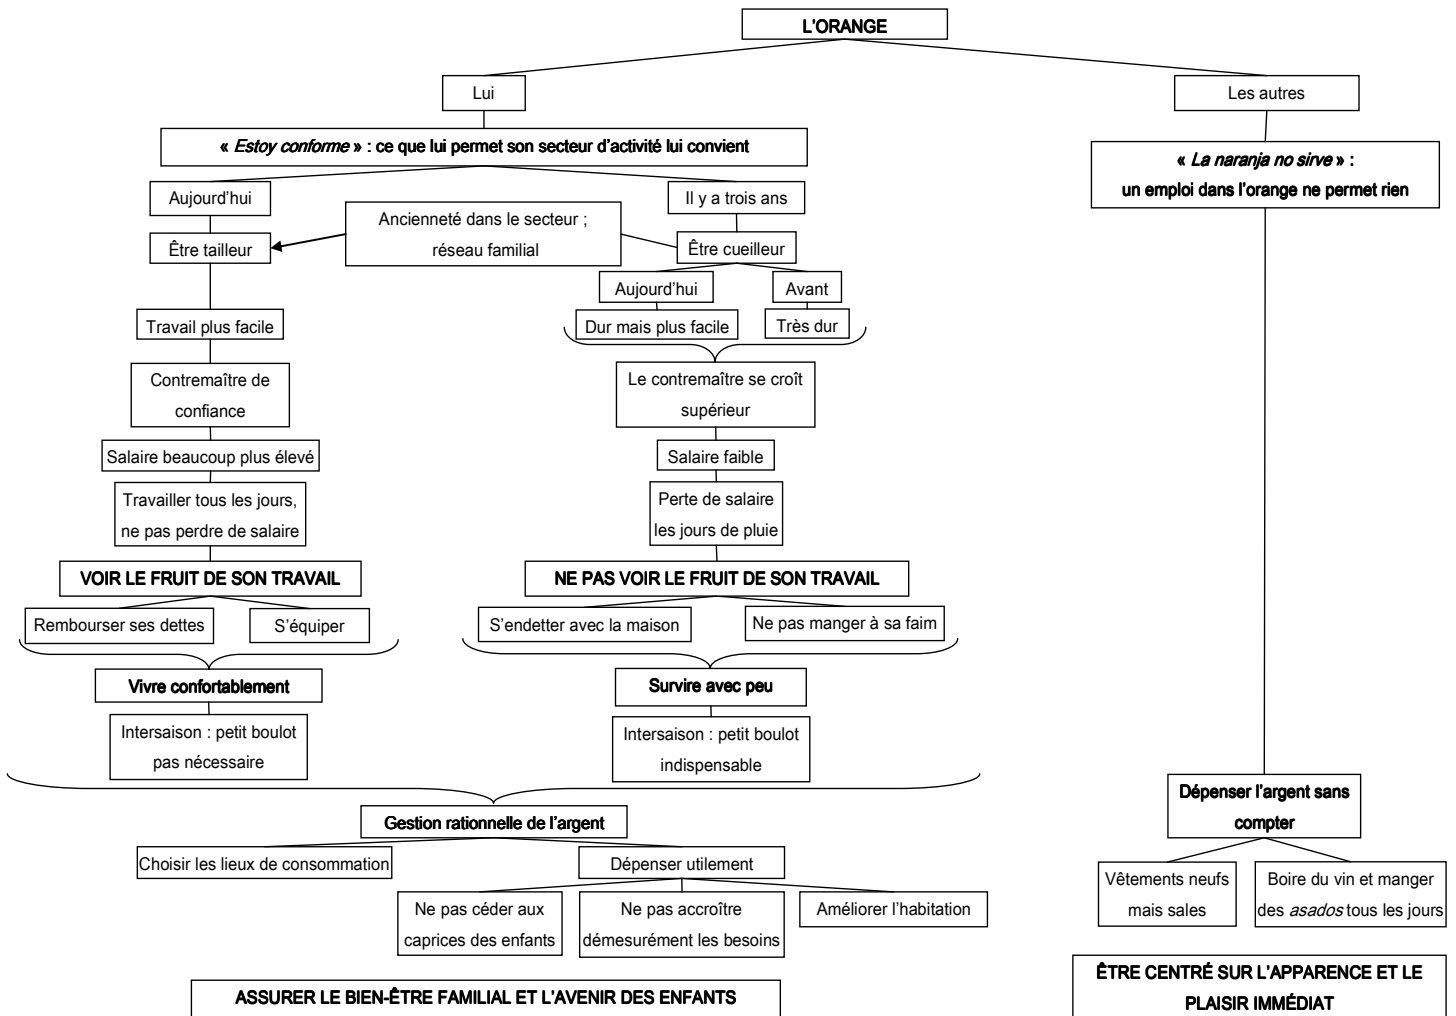 L'ORANGE
Lui
Les autres
« Estoy conforme » : ce que lui permet son secteur d'activité lui convient
« La naranja no sirve » :
un emploi dans l'orange ne permet rien
Aujourd'hui
Il y a trois ans
Ancienneté dans le secteur ;
réseau familial
Être tailleur
Être cueilleur
Aujourd'hui
Avant
Travail plus facile
Dur mais plus facile
Très dur
Contremaître de
confiance
Le contremaître se croît
supérieur
Salaire beaucoup plus élevé
Salaire faible
Travailler tous les jours,
ne pas perdre de salaire
Perte de salaire
les jours de pluie
VOIR LE FRUIT DE SON TRAVAIL
NE PAS VOIR LE FRUIT DE SON TRAVAIL
Rembourser ses dettes
S'équiper
S'endetter avec la maison
Ne pas manger à sa faim
Vivre confortablement
Survire avec peu
Intersaison : petit boulot
pas nécessaire
Intersaison : petit boulot
indispensable
Dépenser l'argent sans
compter
Gestion rationnelle de l'argent
Choisir les lieux de consommation
Dépenser utilement
Vêtements neufs
mais sales
Boire du vin et manger
des asados tous les jours
Ne pas céder aux
caprices des enfants
Ne pas accroître
démesurément les besoins
Améliorer l'habitation
ASSURER LE BIEN-ÊTRE FAMILIAL ET L'AVENIR DES ENFANTS
ÊTRE CENTRÉ SUR L'APPARENCE ET LE
PLAISIR IMMÉDIAT